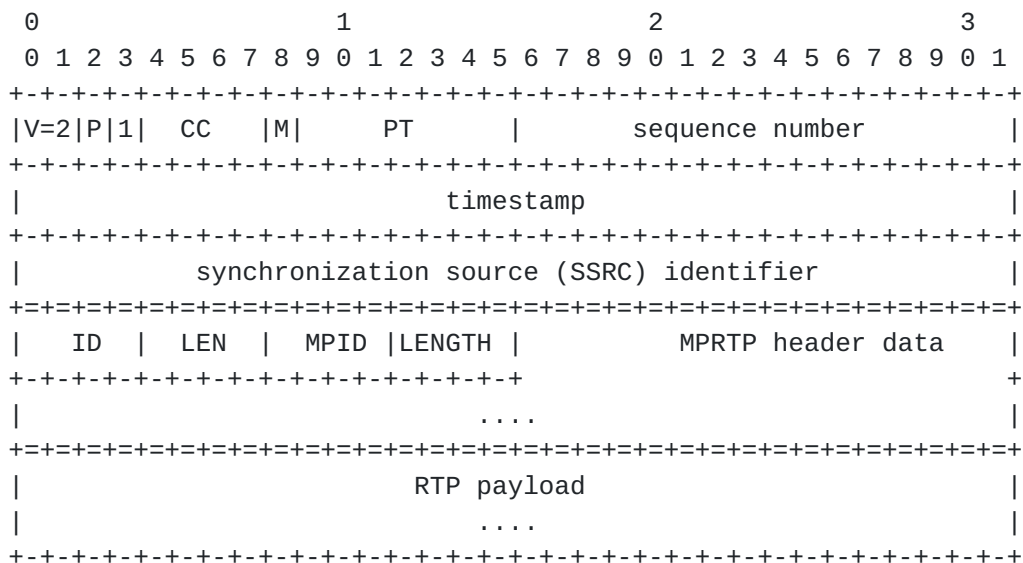 0                   1                   2                   3
 0 1 2 3 4 5 6 7 8 9 0 1 2 3 4 5 6 7 8 9 0 1 2 3 4 5 6 7 8 9 0 1
+-+-+-+-+-+-+-+-+-+-+-+-+-+-+-+-+-+-+-+-+-+-+-+-+-+-+-+-+-+-+-+-+
|V=2|P|1|  CC   |M|     PT      |       sequence number         |
+-+-+-+-+-+-+-+-+-+-+-+-+-+-+-+-+-+-+-+-+-+-+-+-+-+-+-+-+-+-+-+-+
|                           timestamp                           |
+-+-+-+-+-+-+-+-+-+-+-+-+-+-+-+-+-+-+-+-+-+-+-+-+-+-+-+-+-+-+-+-+
|           synchronization source (SSRC) identifier            |
+=+=+=+=+=+=+=+=+=+=+=+=+=+=+=+=+=+=+=+=+=+=+=+=+=+=+=+=+=+=+=+=+
|   ID  |  LEN  |  MPID |LENGTH |          MPRTP header data    |
+-+-+-+-+-+-+-+-+-+-+-+-+-+-+-+-+                               +
|                             ....                              |
+=+=+=+=+=+=+=+=+=+=+=+=+=+=+=+=+=+=+=+=+=+=+=+=+=+=+=+=+=+=+=+=+
|                         RTP payload                           |
|                             ....                              |
+-+-+-+-+-+-+-+-+-+-+-+-+-+-+-+-+-+-+-+-+-+-+-+-+-+-+-+-+-+-+-+-+